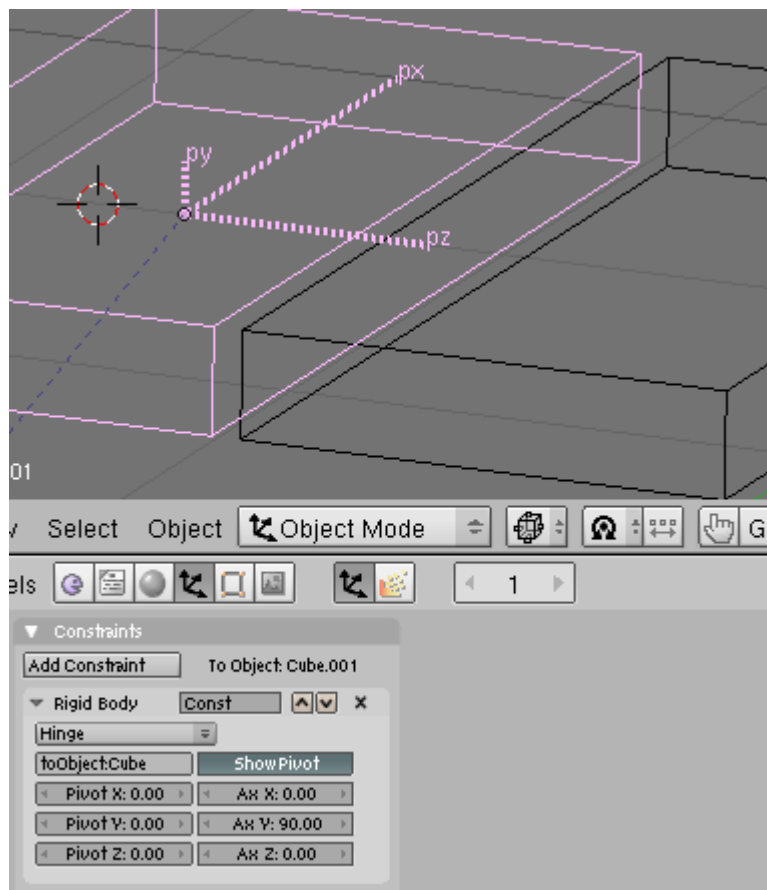 px
py
pz
01
Select Object Object Mode G
els 1
Constraints
Add Constraint To Object: Cube.001
Rigid Body Const X
Hinge
toObject:Cube ShowPivot
Pivot X: 0.00 Ax X: 0.00
Pivot Y: 0.00 Ax Y: 90.00
Pivot Z: 0.00 Ax Z: 0.00